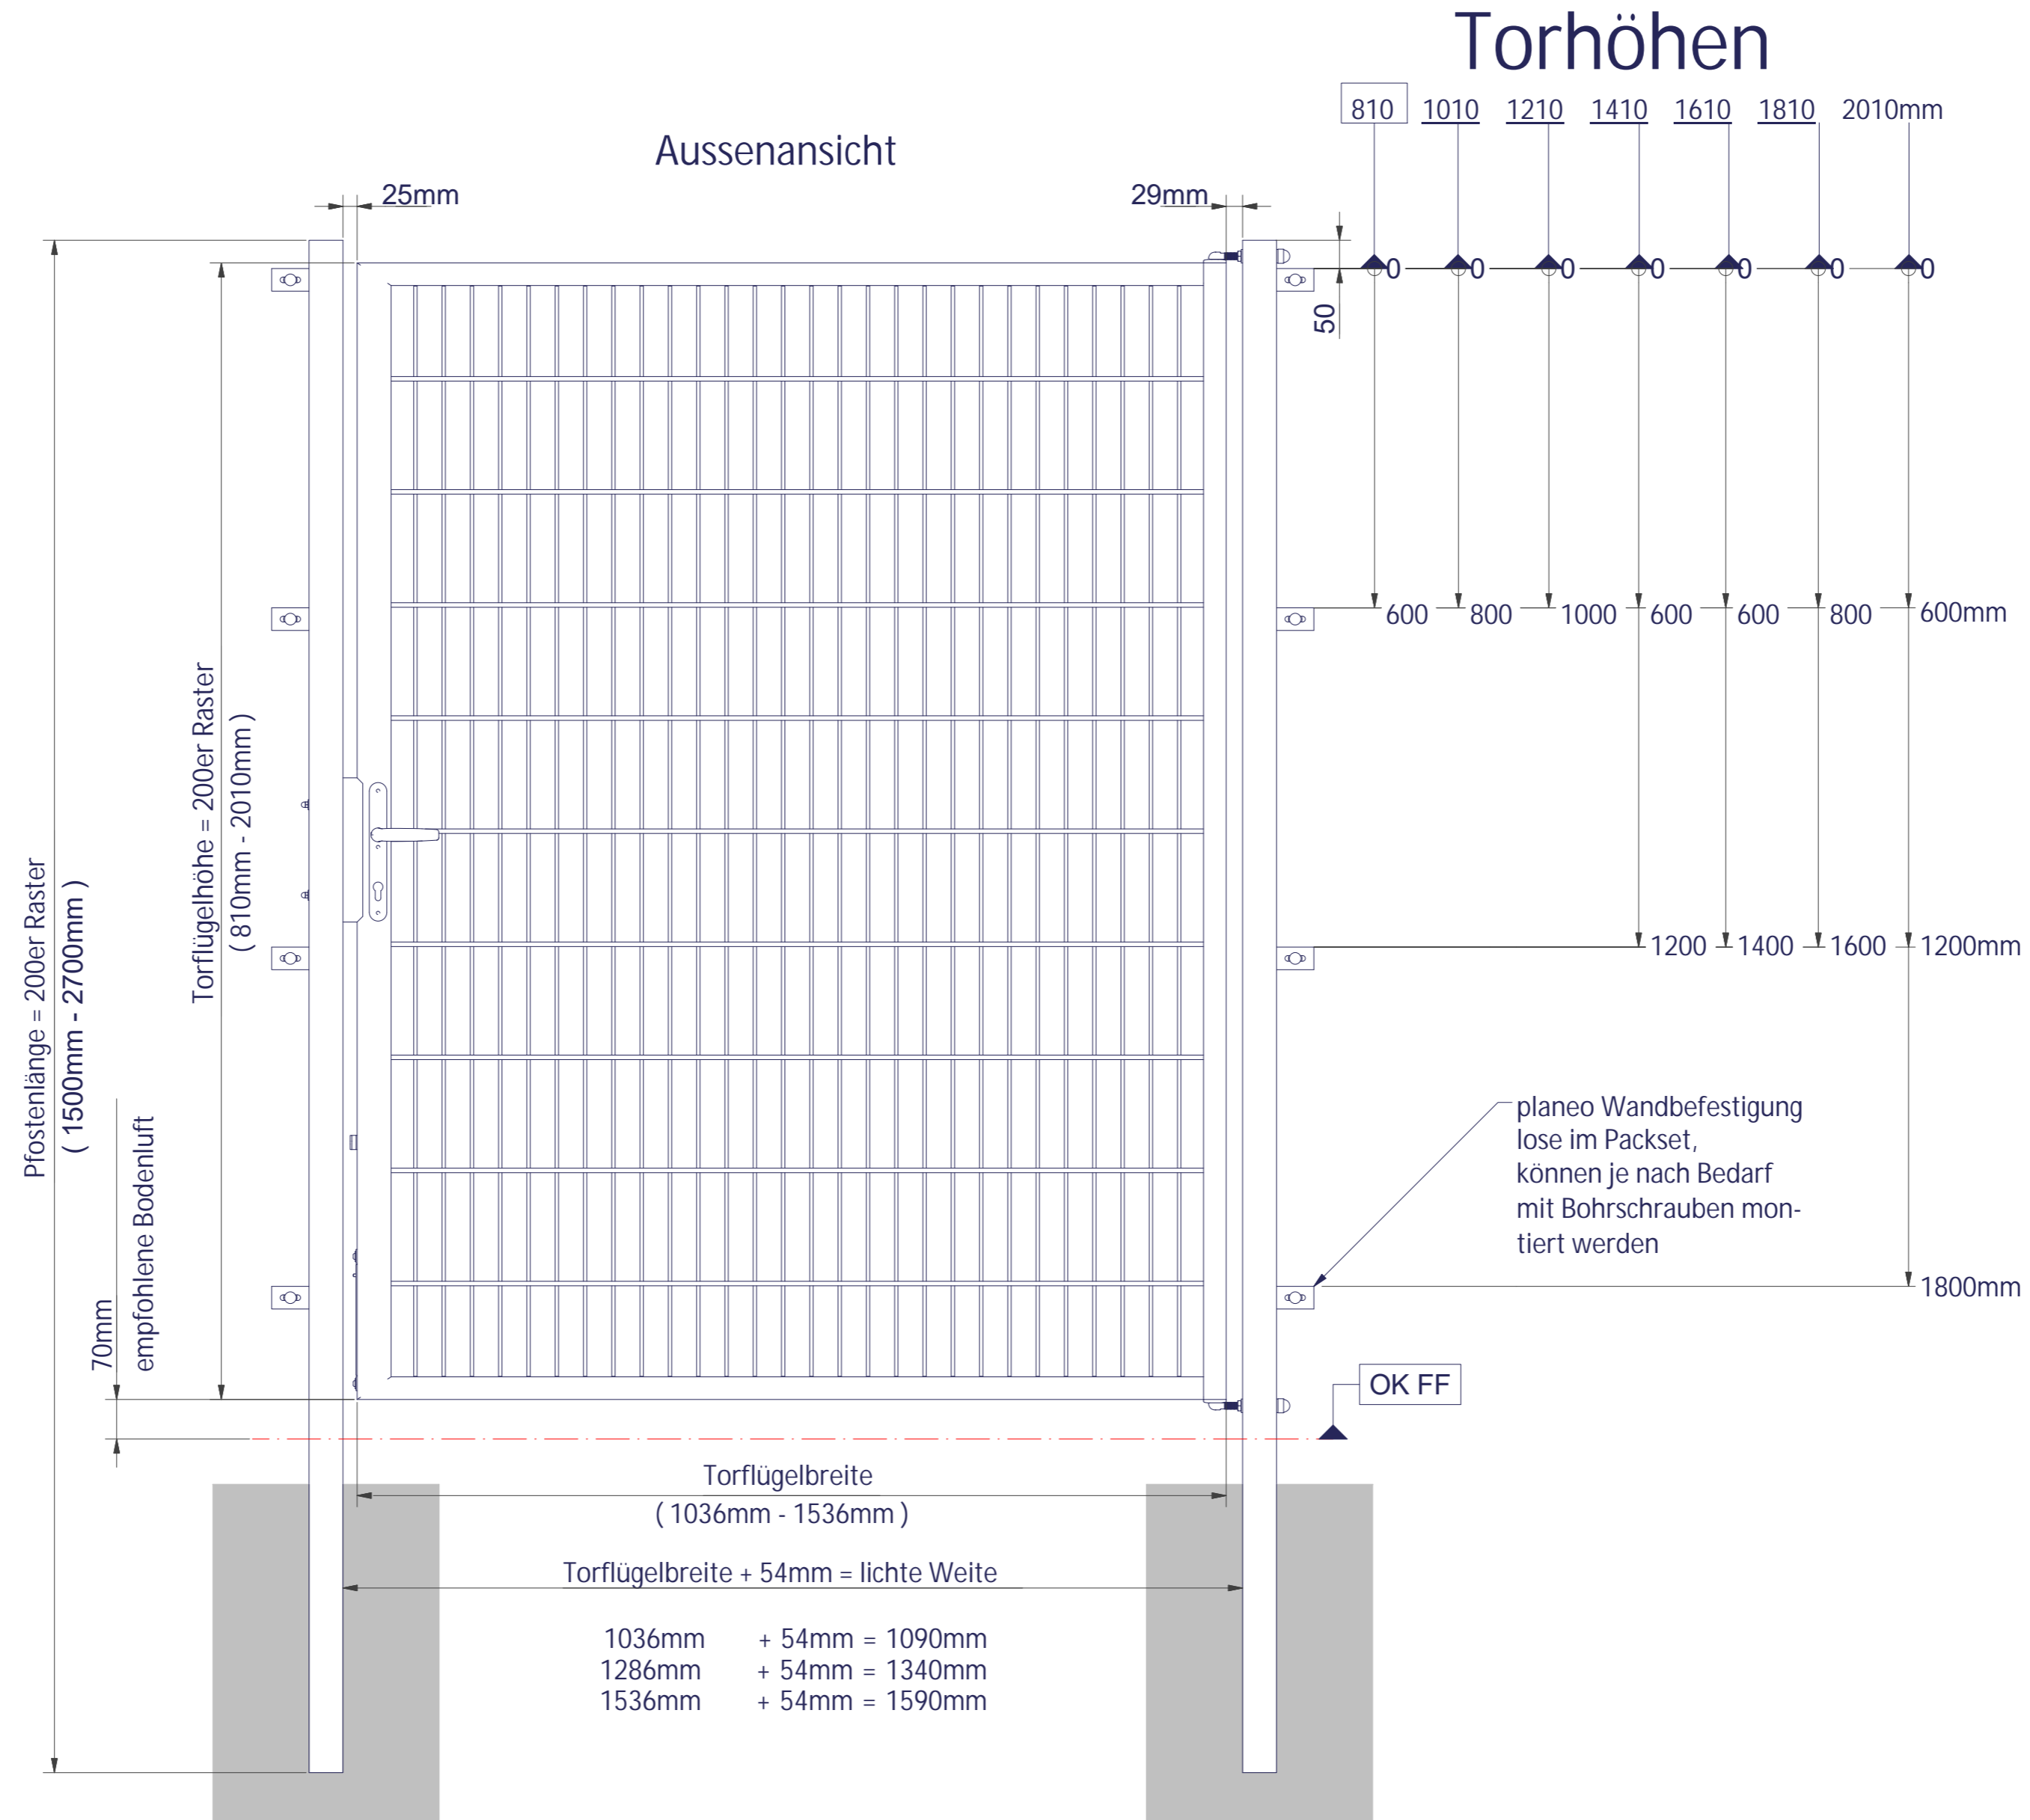 Torhöhen
810 1010 1210 1410 1610 1810 2010mm
Aussenansicht
25mm
29mm
0 0 0 0 0 0 0
50
600 800 1000 600 600 800 600mm
Torflügelhöhe = 200er Raster
( 810mm - 2010mm )
Pfostenlänge = 200er Raster
( 1500mm - 2700mm )
1200 1400 1600 1200mm
70mm
empfohlene Bodenluft
planeo Wandbefestigung
lose im Packset,
können je nach Bedarf
mit Bohrschrauben mon-
tiert werden
1800mm
OK FF
Torflügelbreite
( 1036mm - 1536mm )
Torflügelbreite + 54mm = lichte Weite
1036mm + 54mm = 1090mm
1286mm + 54mm = 1340mm
1536mm + 54mm = 1590mm